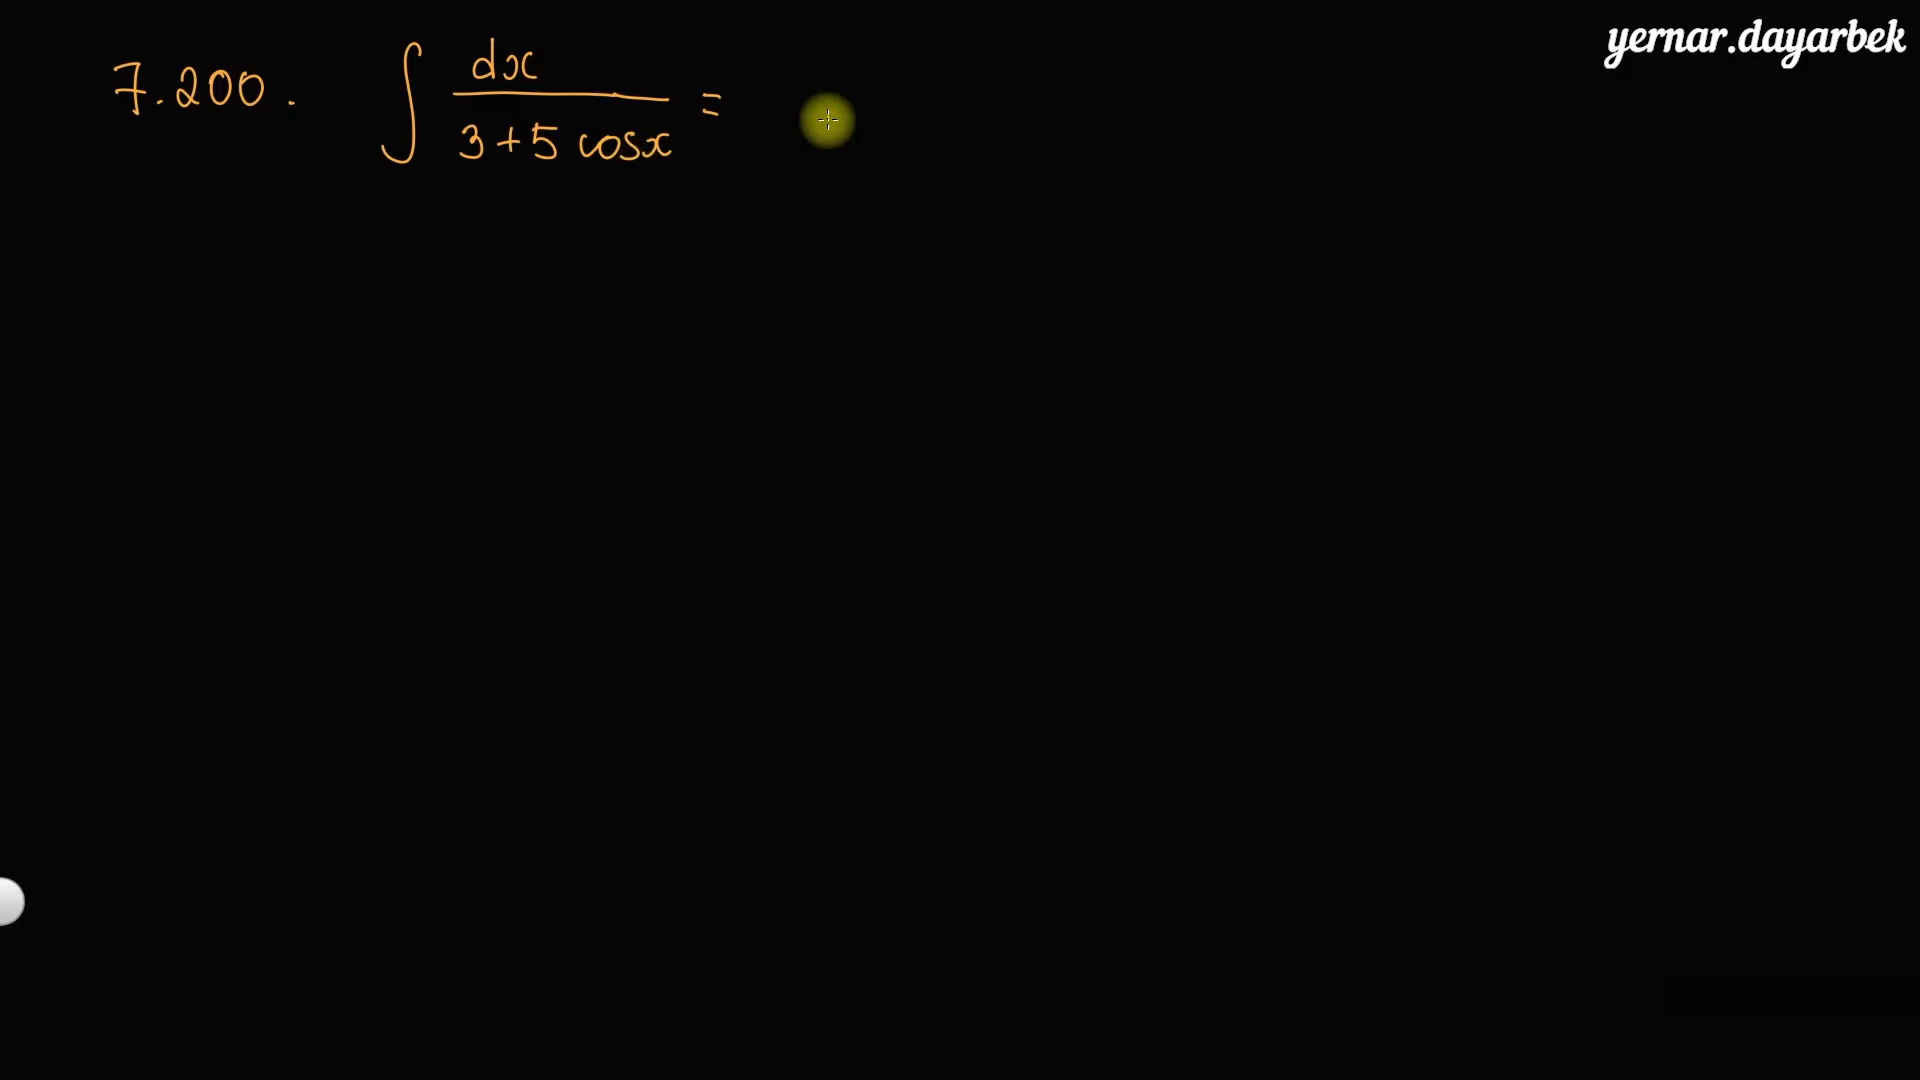 yernar.dayarbek
7.200. ∫ dx / (3 + 5 cosx) =